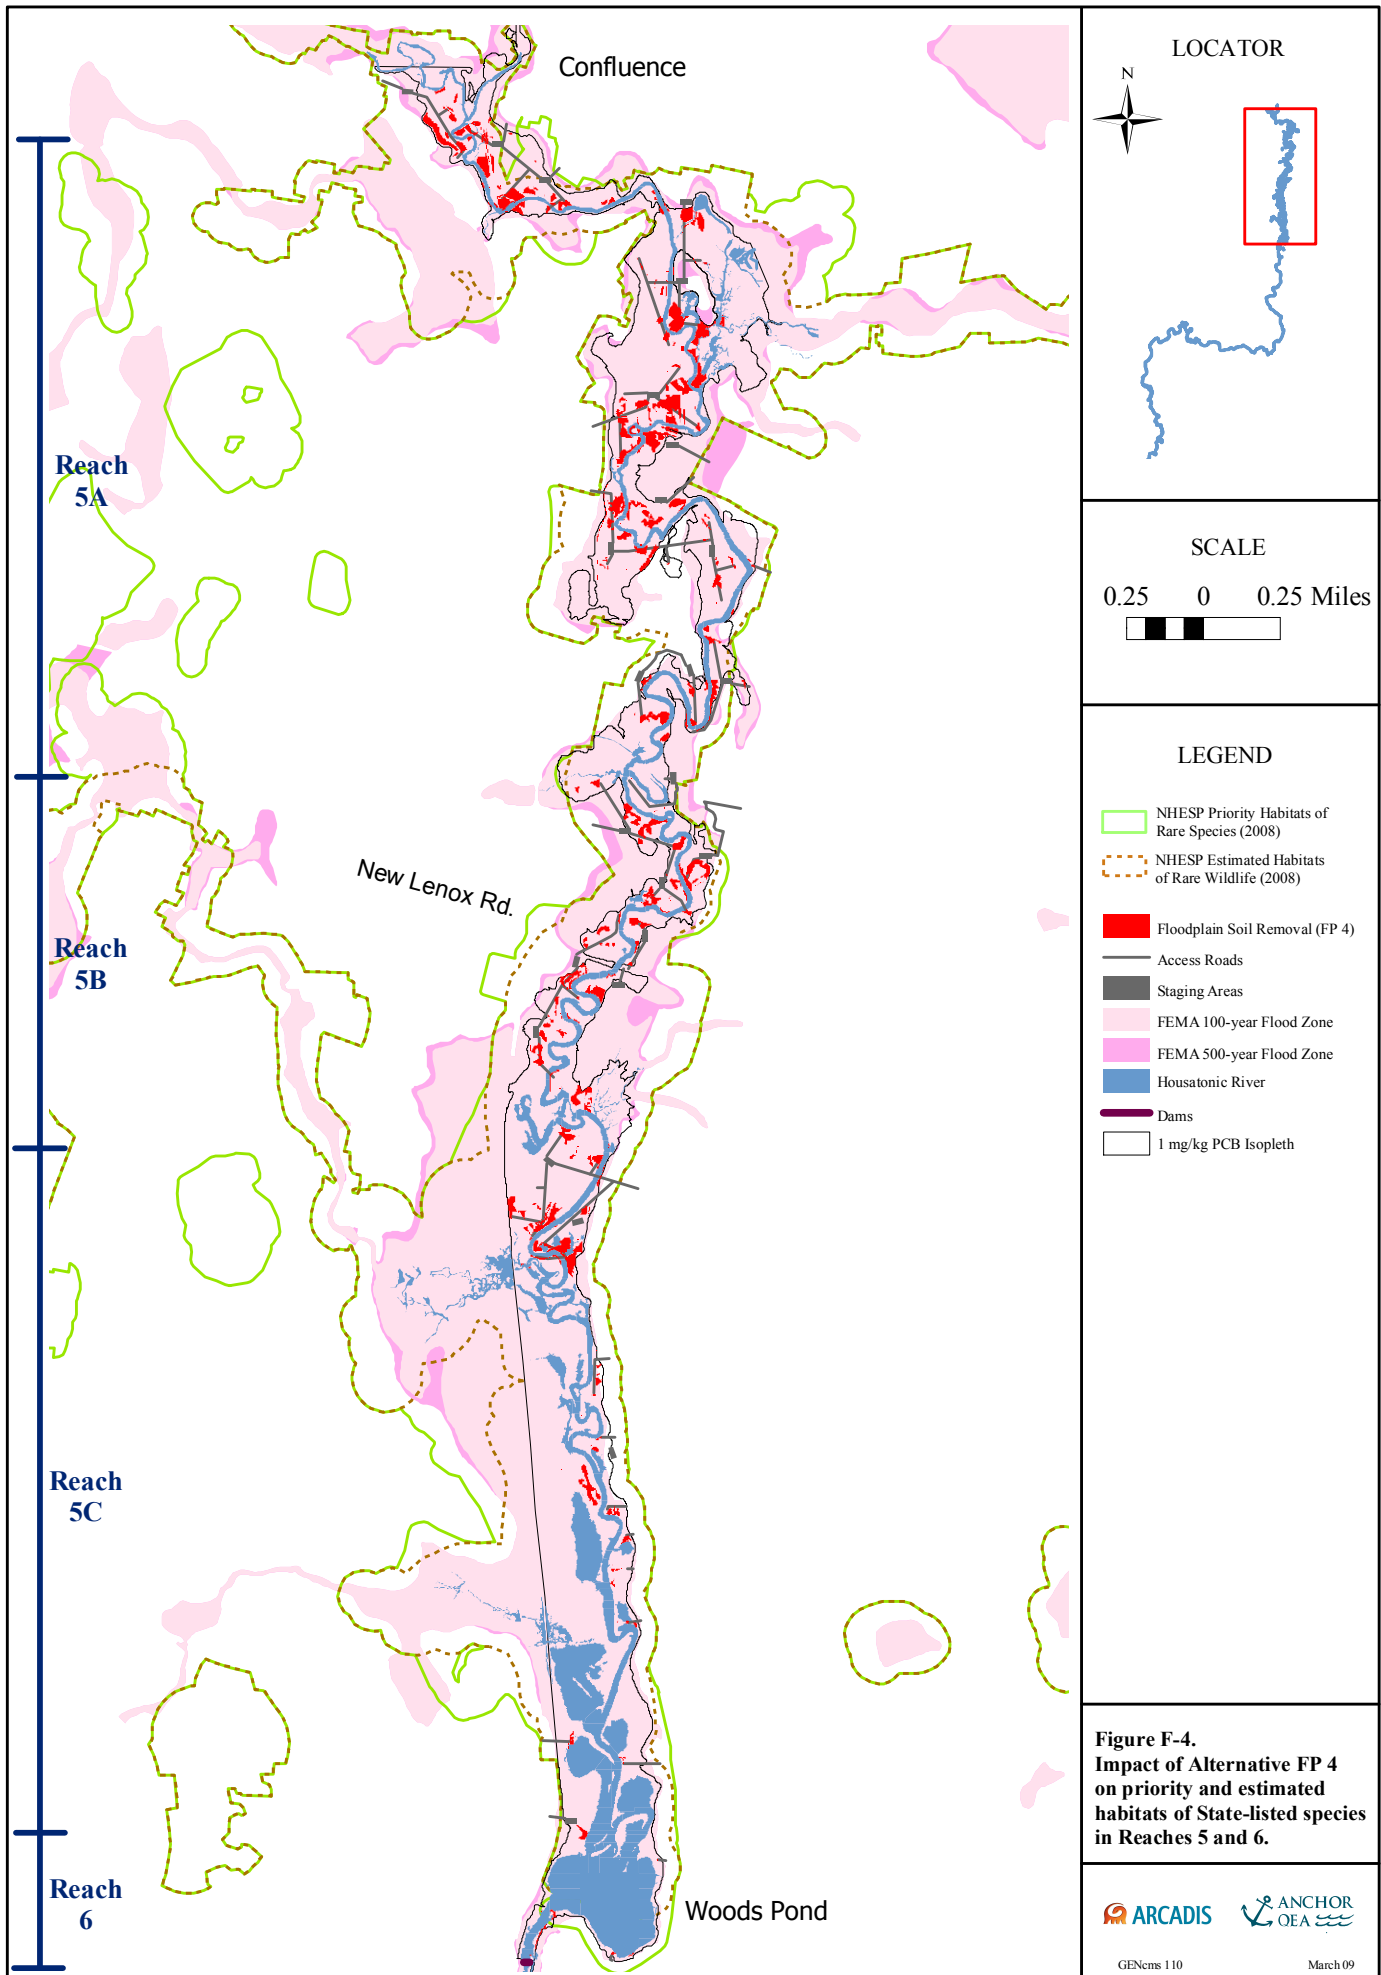 Confluence
Reach
5A
New Lenox Rd.
Reach
5B
Reach
5C
Reach
6
Woods Pond
LOCATOR
N
SCALE
0.25 0 0.25 Miles
LEGEND
NHESP Priority Habitats of
Rare Species (2008)
NHESP Estimated Habitats
of Rare Wildlife (2008)
Floodplain Soil Removal (FP 4)
Access Roads
Staging Areas
FEMA 100-year Flood Zone
FEMA 500-year Flood Zone
Housatonic River
Dams
1 mg/kg PCB Isopleth
Figure F-4.
Impact of Alternative FP 4
on priority and estimated
habitats of State-listed species
in Reaches 5 and 6.
ARCADIS
ANCHOR
QEA
GENcms 110 March 09